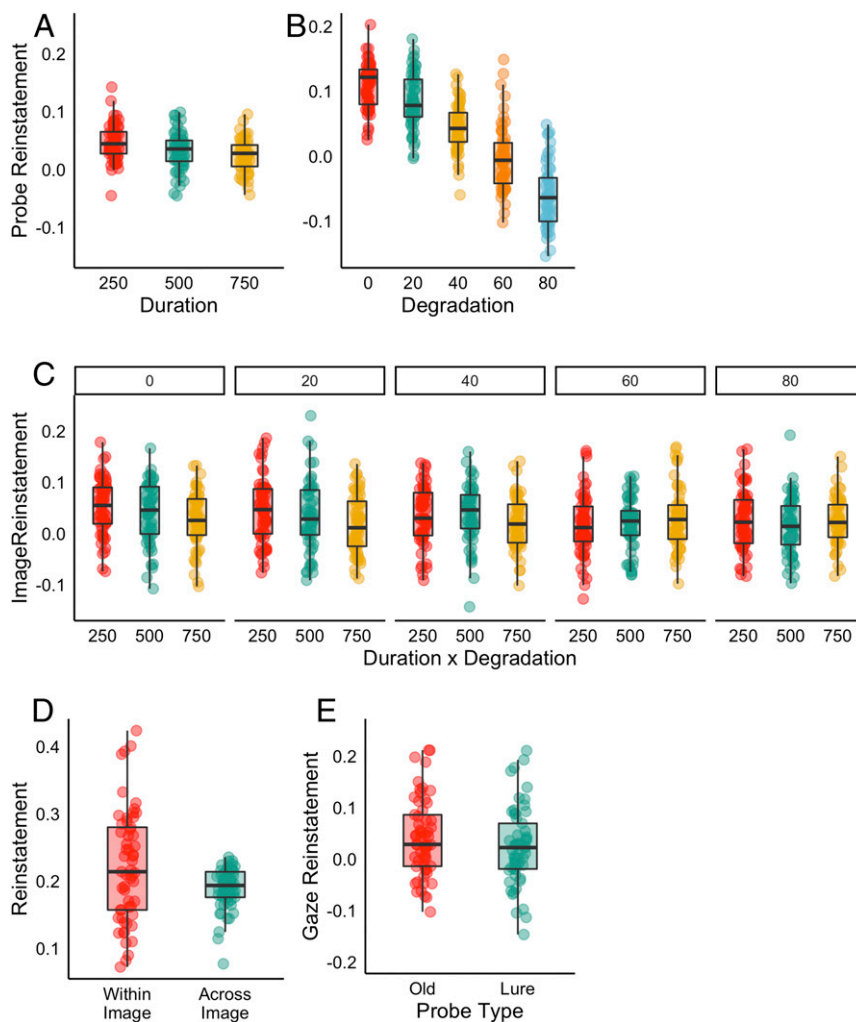 A
B
Probe Reinstatement
0.2
0.1
0.0
-0.1
250 500 750
Duration
0.2
0.1
0.0
-0.1
0 20 40 60 80
Degradation
C
0 20 40 60 80
ImageReinstatement
0.2
0.1
0.0
-0.1
250 500 750 250 500 750 250 500 750 250 500 750 250 500 750
Duration x Degradation
D
Reinstatement
0.4
0.3
0.2
0.1
Within Across
Image Image
E
Gaze Reinstatement
0.2
0.1
0.0
-0.1
-0.2
Old Lure
Probe Type